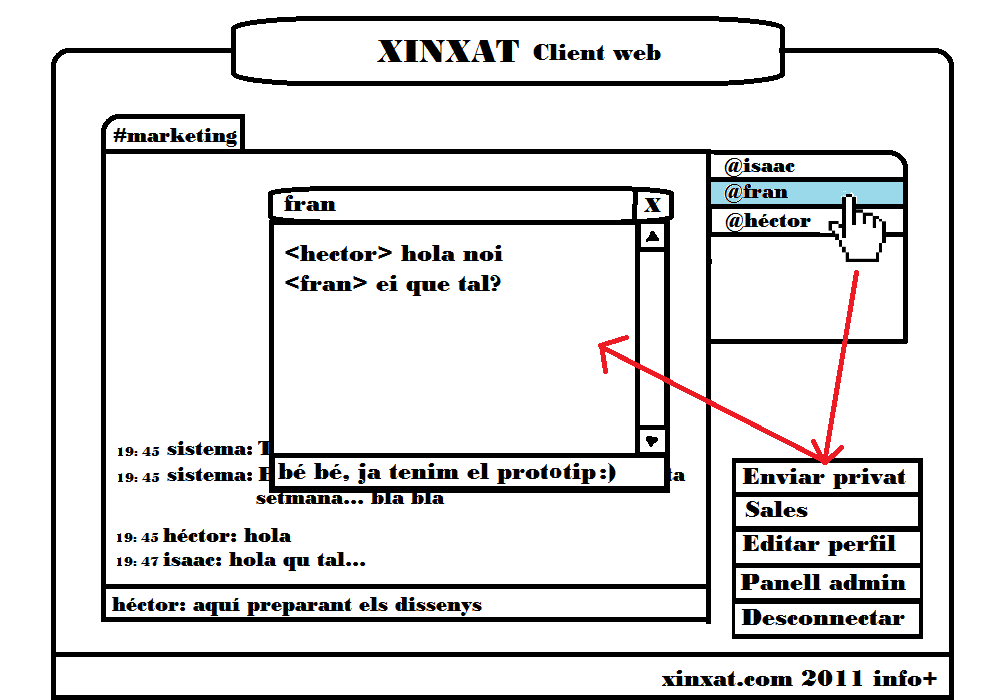 XINXAT Client web
#marketing
@isaac
@fran
@héctor
fran X
<hector> hola noi
<fran> ei que tal?
bé bé, ja tenim el prototip:)
19:45 sistema:
19:45 sistema:
setmana... bla bla
19:45 héctor: hola
19:47 isaac: hola qu tal...
héctor: aquí preparant els dissenys
Enviar privat
Sales
Editar perfil
Panell admin
Desconnectar
xinxat.com 2011 info+